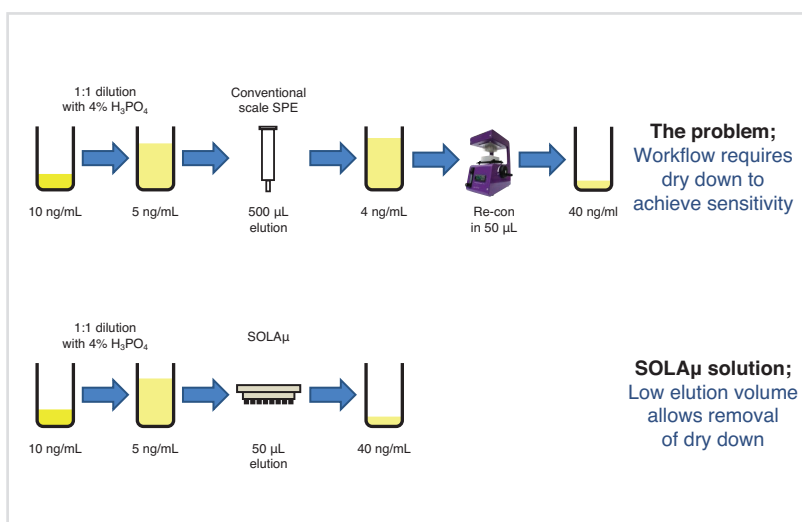 1:1 dilution
with 4% H₃PO₄
Conventional
scale SPE
10 ng/mL
5 ng/mL
500 µL
elution
4 ng/mL
Re-con
in 50 µL
40 ng/ml
The problem;
Workflow requires
dry down to
achieve sensitivity
1:1 dilution
with 4% H₃PO₄
SOLAµ
10 ng/mL
5 ng/mL
50 µL
elution
40 ng/mL
SOLAµ solution;
Low elution volume
allows removal
of dry down